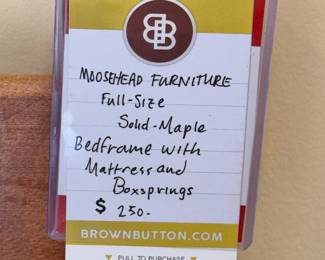 BB
MOOSEHEAD FURNITURE
Full-Size
Solid-Maple
Bedframe with
Mattress and
Boxsprings
$ 250-
BROWNBUTTON.COM
PULL TO PURCHASE